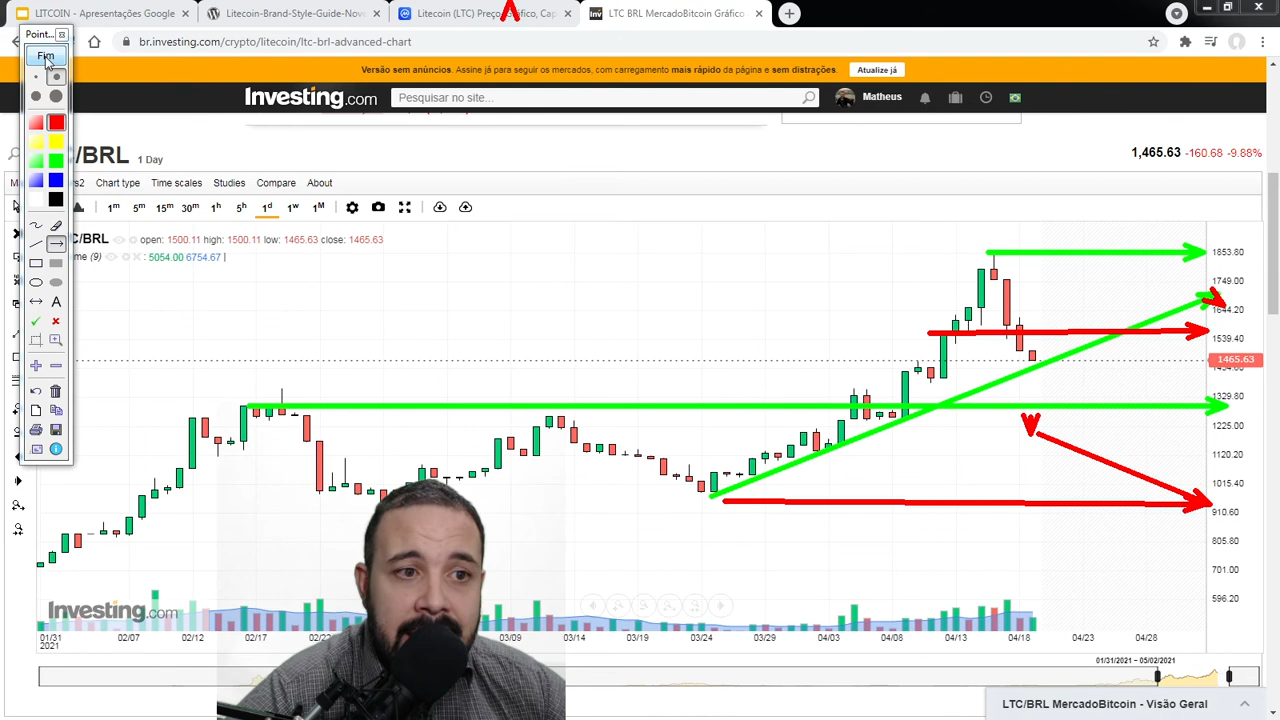 LITCOIN - Apresentações Google
Litecoin-Brand-Style-Guide-Nove
LTC BRL MercadoBitcoin Gráfico
Point...
br.investing.com/crypto/litecoin/ltc-brl-advanced-chart
Fim
Versão sem anúncios. Assine já para seguir os mercados, com carregamento mais rápido da página e sem distrações.
Atualize já
Investing.com
Pesquisar no site...
Matheus
C/BRL
1 Day
1,465.63 -160.68 -9.88%
Chart type
Time scales
Studies
Compare
About
1m 5m 15m 30m 1h 5h 1d 1w 1M
C/BRL
open: 1500.11 high: 1500.11 low: 1465.63 close: 1465.63
me (9)
5054.00 6754.67
A
1853.80
1749.00
1644.20
1539.40
1465.63
1329.80
1225.00
1120.20
1015.40
910.60
805.80
701.00
596.20
Investing.com
01/31 02/07 02/12 02/17 03/09 03/14 03/19 03/24 03/29 04/03 04/08 04/13 04/18 04/23 04/28
2021
01/31/2021 − 05/02/2021
LTC/BRL MercadoBitcoin - Visão Geral